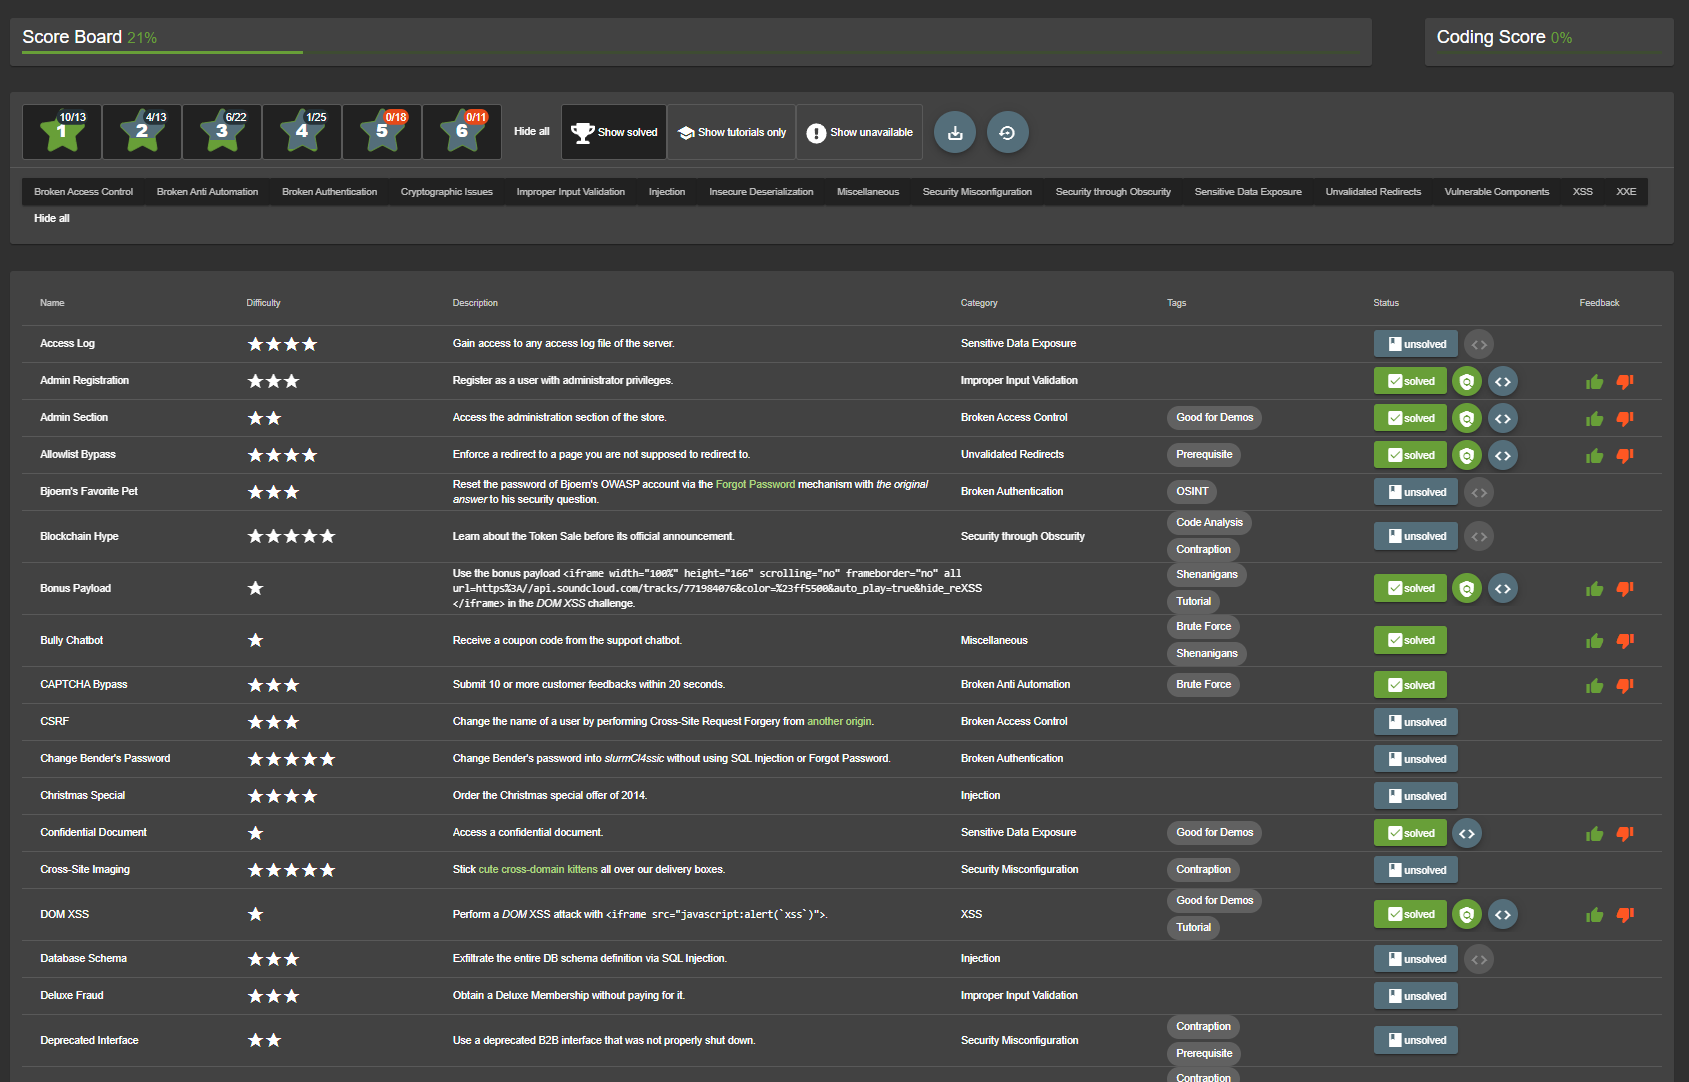 Score Board 21%
Coding Score 0%
10/13 4/13 6/22 1/25 0/18 0/11
1 2 3 4 5 6 Hide all Show solved Show tutorials only Show unavailable
Broken Access Control Broken Anti Automation Broken Authentication Cryptographic Issues Improper Input Validation Injection Insecure Deserialization Miscellaneous Security Misconfiguration Security through Obscurity Sensitive Data Exposure Unvalidated Redirects Vulnerable Components XSS XXE
Hide all
Name Difficulty Description Category Tags Status Feedback
Access Log Gain access to any access log file of the server. Sensitive Data Exposure unsolved
Admin Registration Register as a user with administrator privileges. Improper Input Validation solved
Admin Section Access the administration section of the store. Broken Access Control Good for Demos solved
Allowlist Bypass Enforce a redirect to a page you are not supposed to redirect to. Unvalidated Redirects Prerequisite solved
Reset the password of Bjoern's OWASP account via the Forgot Password mechanism with the original
Bjoern's Favorite Pet Broken Authentication OSINT unsolved
answer to his security question.
Code Analysis
Blockchain Hype Learn about the Token Sale before its official announcement. Security through Obscurity unsolved
Contraption
Use the bonus payload <iframe width="100%" height="166" scrolling="no" frameborder="no" all
Shenanigans
Bonus Payload url=https%3A//api.soundcloud.com/tracks/771984076&color=%23ff5500&auto_play=true&hide_reXSS solved
</iframe> in the DOM XSS challenge.
Tutorial
Brute Force
Bully Chatbot Receive a coupon code from the support chatbot. Miscellaneous solved
Shenanigans
CAPTCHA Bypass Submit 10 or more customer feedbacks within 20 seconds. Broken Anti Automation Brute Force solved
CSRF Change the name of a user by performing Cross-Site Request Forgery from another origin. Broken Access Control unsolved
Change Bender's Password Change Bender's password into slurmCl4ssic without using SQL Injection or Forgot Password. Broken Authentication unsolved
Christmas Special Order the Christmas special offer of 2014. Injection unsolved
Confidential Document Access a confidential document. Sensitive Data Exposure Good for Demos solved
Cross-Site Imaging Stick cute cross-domain kittens all over our delivery boxes. Security Misconfiguration Contraption unsolved
Good for Demos
DOM XSS Perform a DOM XSS attack with <iframe src="javascript:alert(`xss`)">. XSS solved
Tutorial
Database Schema Exfiltrate the entire DB schema definition via SQL Injection. Injection unsolved
Deluxe Fraud Obtain a Deluxe Membership without paying for it. Improper Input Validation unsolved
Contraption
Deprecated Interface Use a deprecated B2B interface that was not properly shut down. Security Misconfiguration unsolved
Prerequisite
Contraption